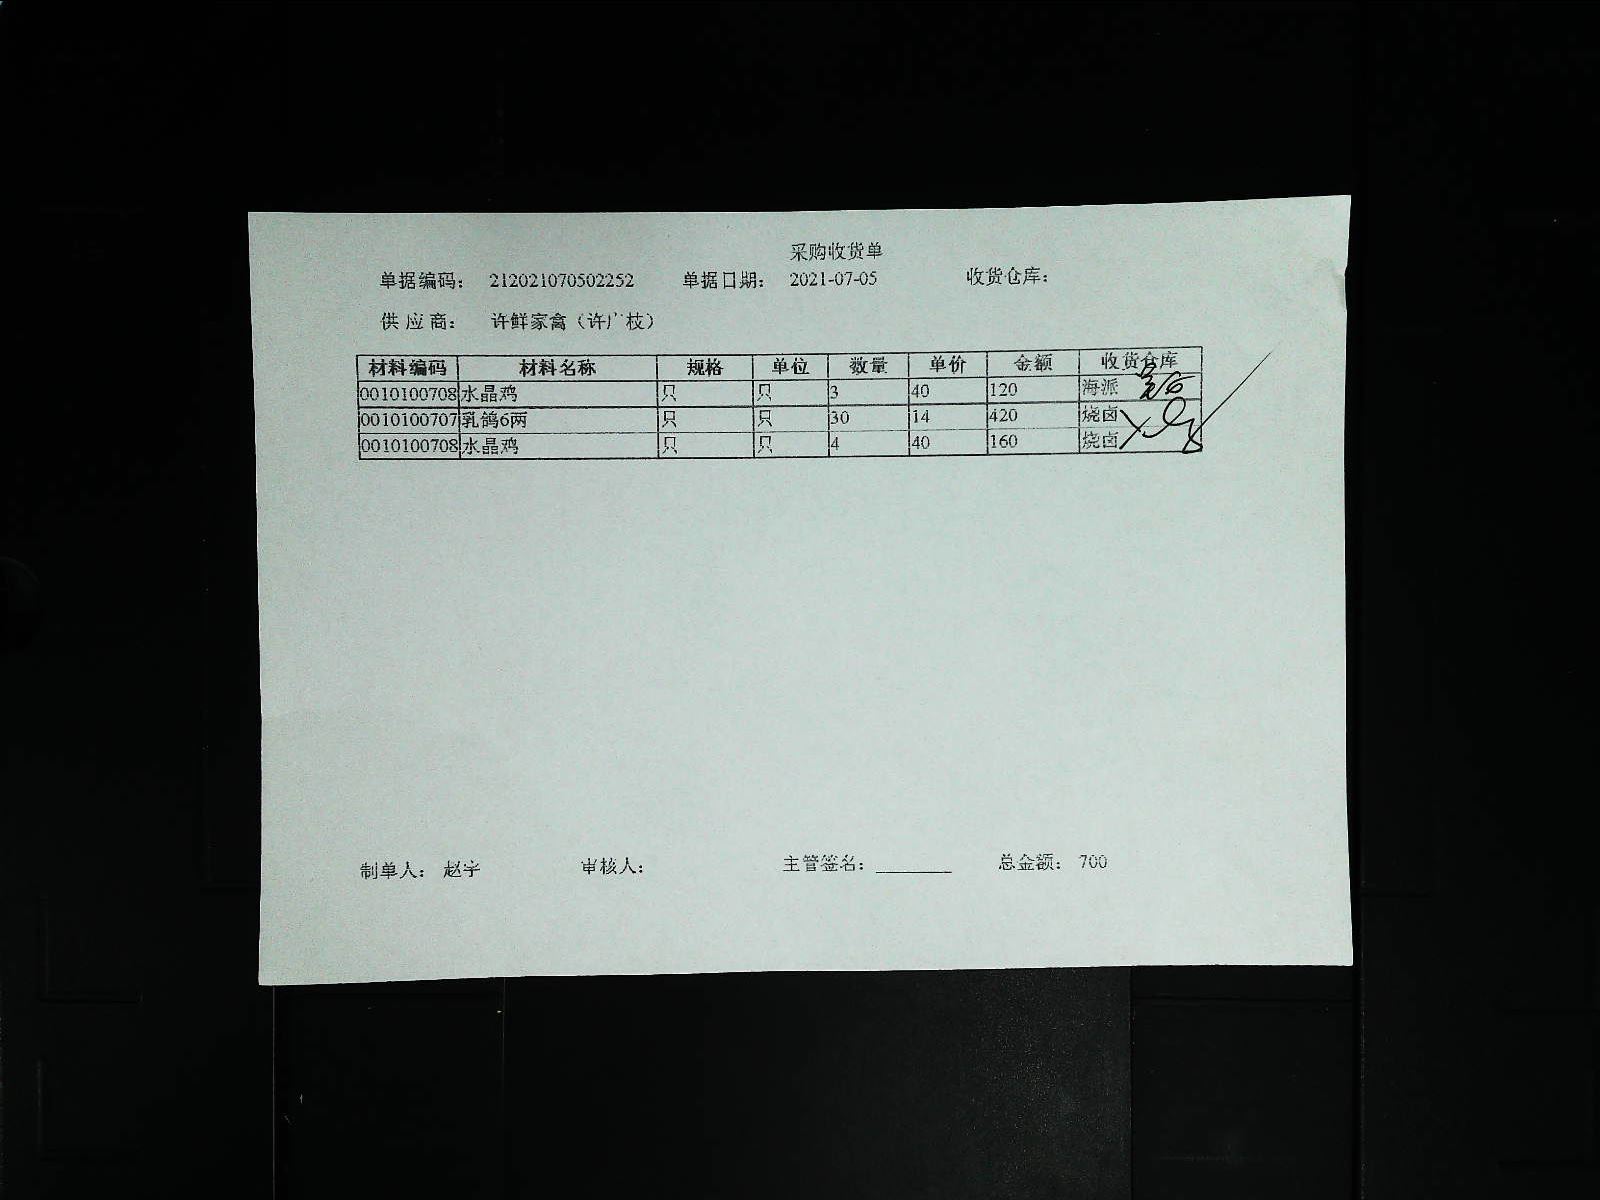 采购收货单
单据编码： 212021070502252 单据日期： 2021-07-05 收货仓库：
供 应 商： 许鲜家禽（许广枝）
材料编码 材料名称 规格 单位 数量 单价 金额 收货仓库
0010100708 水晶鸡 只 只 3 40 120 海派
0010100707 乳鸽6两 只 只 30 14 420 烧卤
0010100708 水晶鸡 只 只 4 40 160 烧卤
制单人： 赵宇 审核人： 主管签名： 总金额： 700